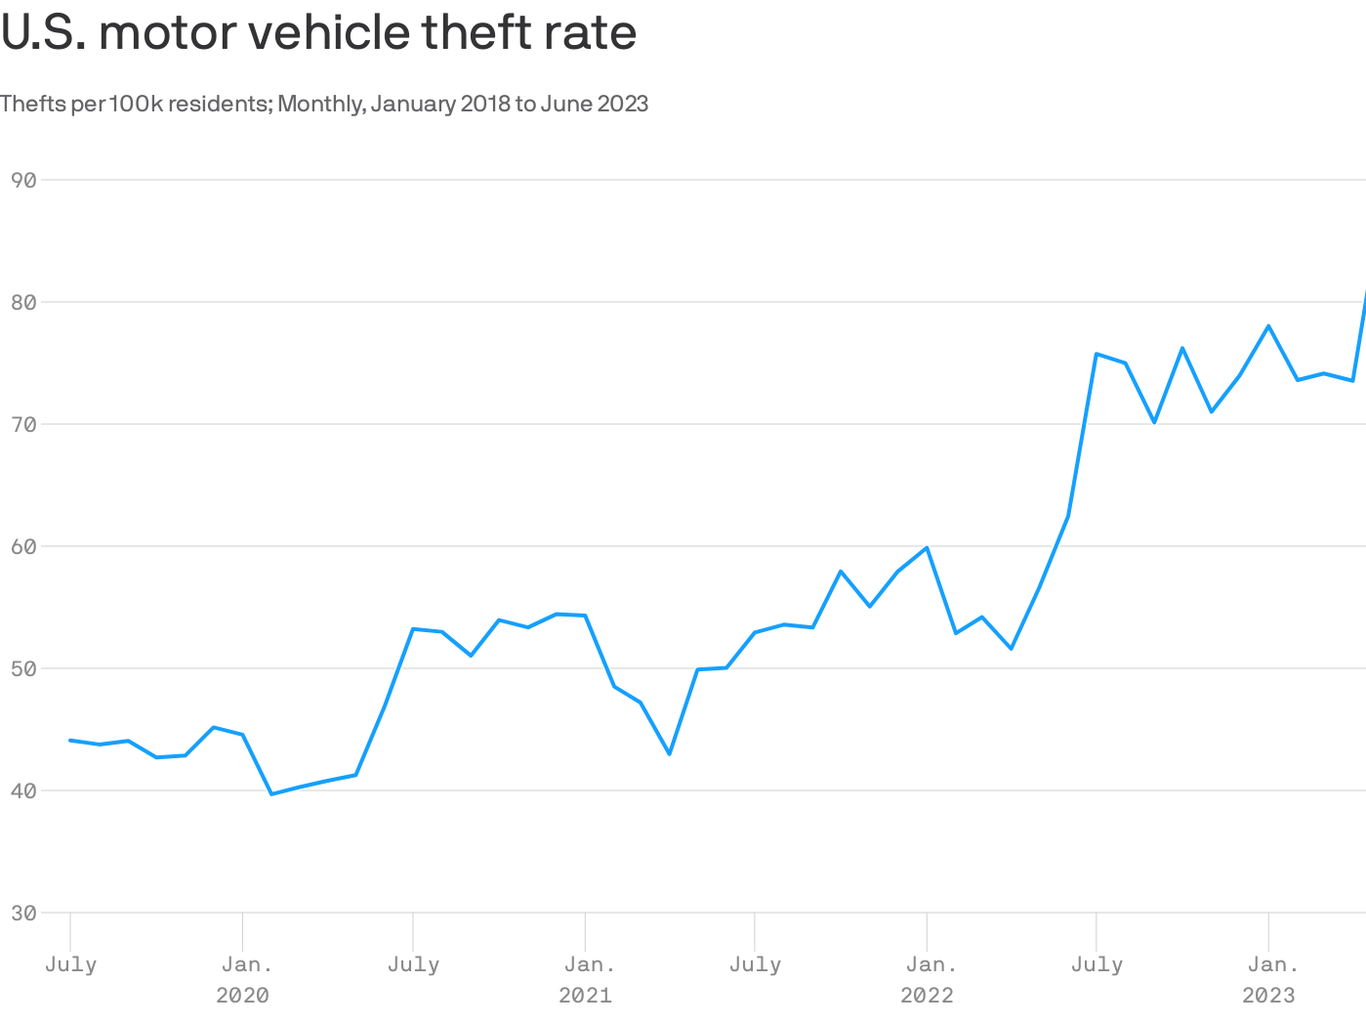 U.S. motor vehicle theft rate
Thefts per 100k residents; Monthly, January 2018 to June 2023
90
80
70
60
50
40
30
July Jan. July Jan. July Jan. July Jan.
2020 2021 2022 2023